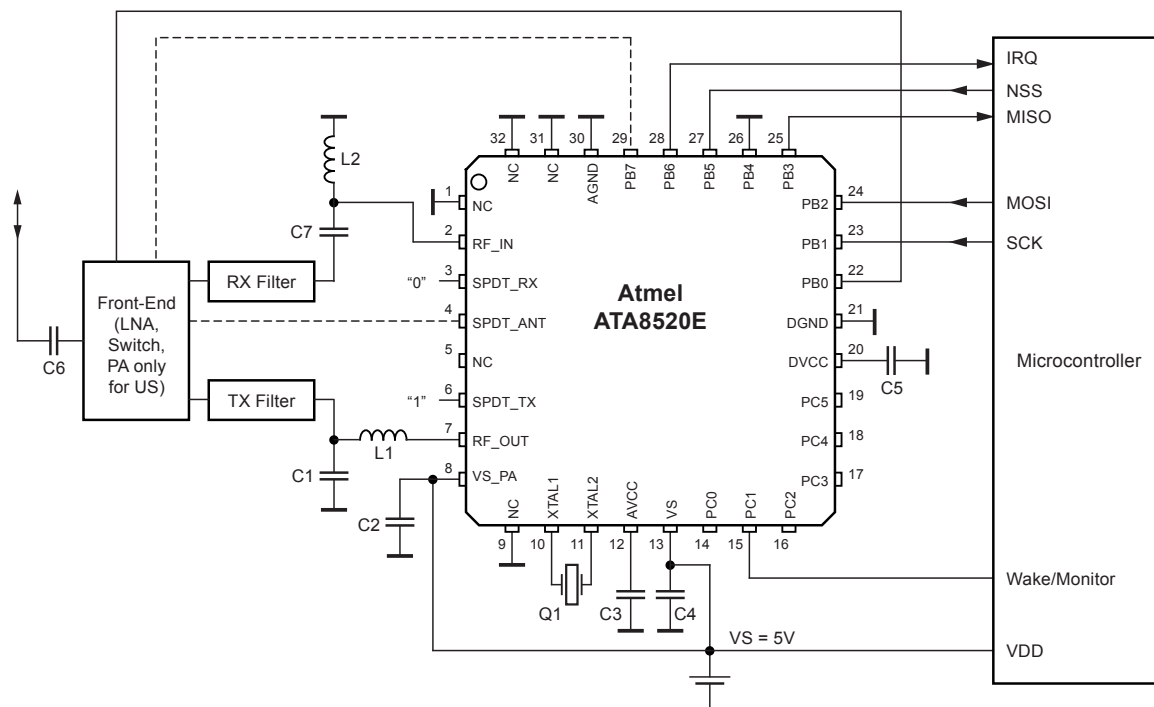 IRQ
NSS
MISO
MOSI
SCK
Microcontroller
Wake/Monitor
VDD
32 31 30 29 28 27 26 25
NC NC AGND PB7 PB6 PB5 PB4 PB3
L2
C7
1 NC
2 RF_IN
"0" 3 SPDT_RX
4 SPDT_ANT
5 NC
"1" 6 SPDT_TX
7 RF_OUT
8 VS_PA
Atmel
ATA8520E
PB2 24
PB1 23
PB0 22
DGND 21
DVCC 20
PC5 19
PC4 18
PC3 17
C5
RX Filter
Front-End
(LNA,
Switch,
PA only
for US)
C6
TX Filter
L1
C1
C2
NC XTAL1 XTAL2 AVCC VS PC0 PC1 PC2
9 10 11 12 13 14 15 16
Q1
C3
C4
VS = 5V